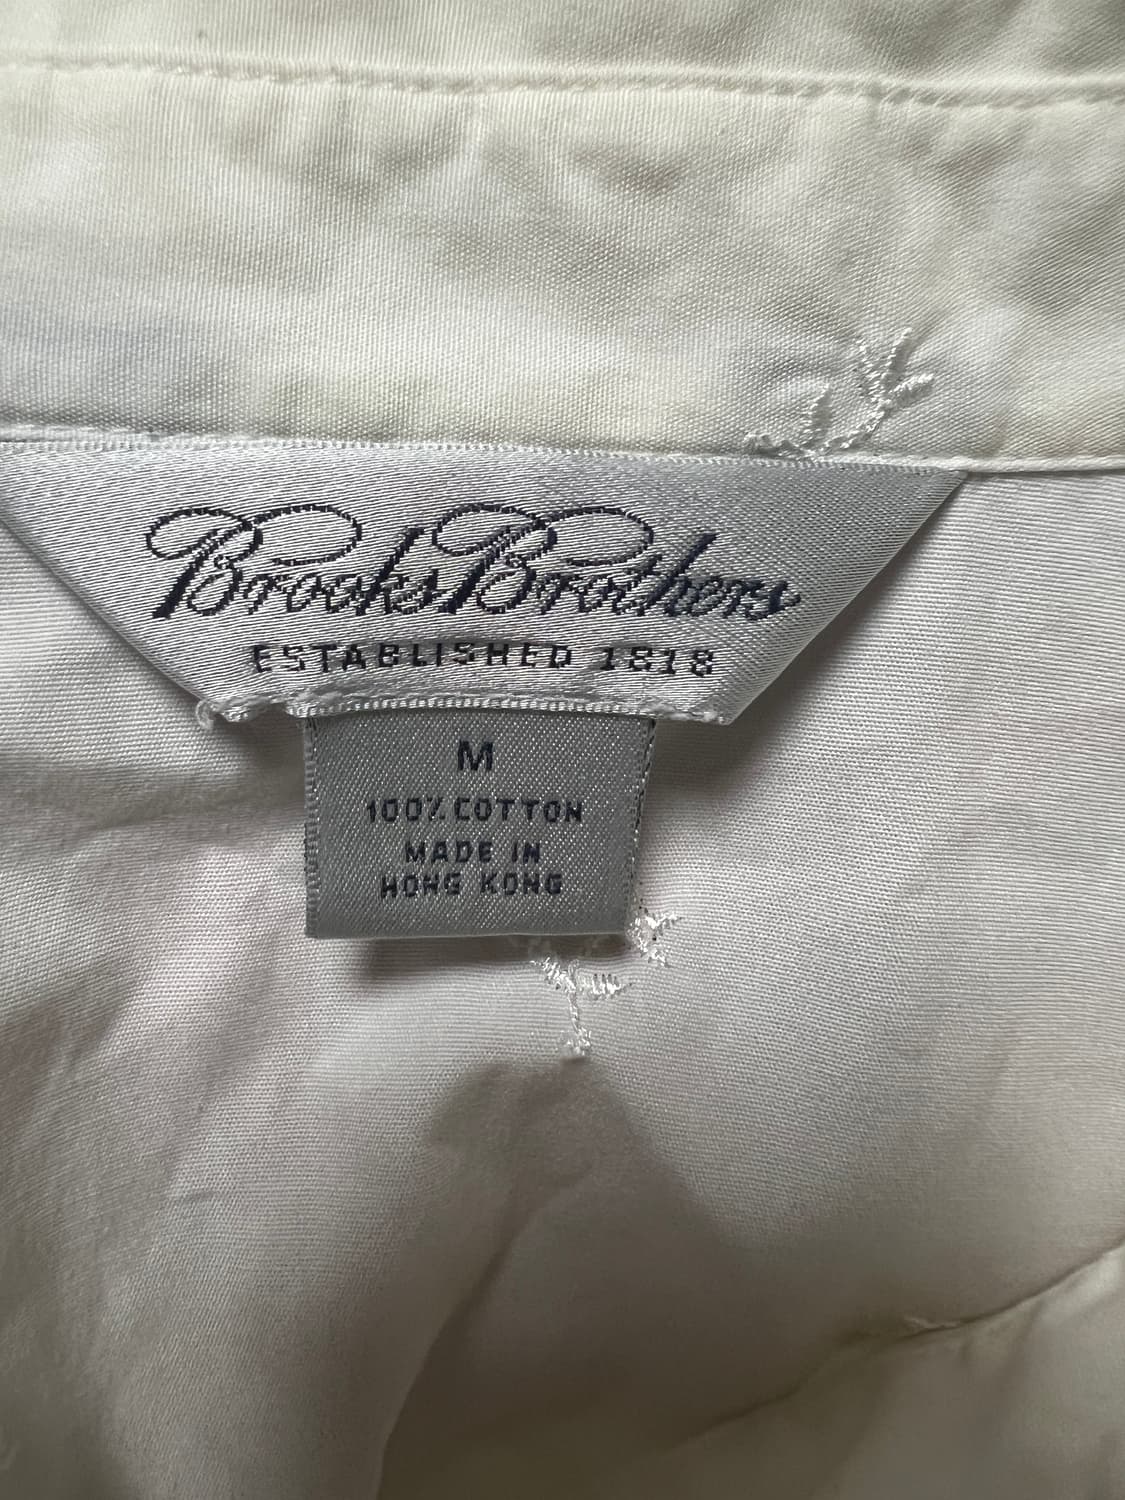 Brooks Brothers
ESTABLISHED 1818
M
100% COTTON
MADE IN
HONG KONG